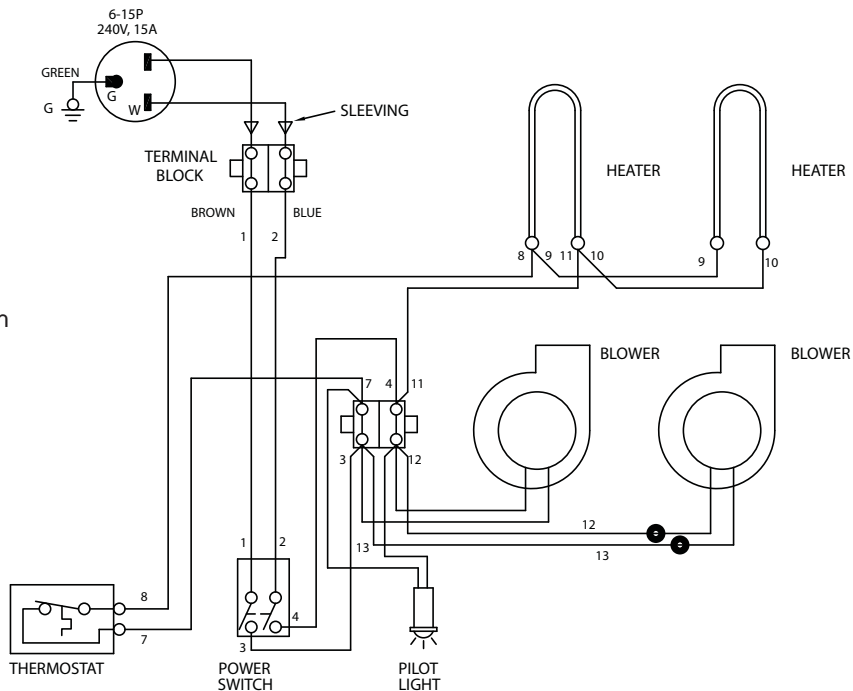 6-15P
240V, 15A
GREEN
G
G
W
SLEEVING
TERMINAL
BLOCK
HEATER
HEATER
BROWN
BLUE
1
2
8
9
11
10
9
10
BLOWER
BLOWER
7
4
11
3
12
12
13
13
1
2
4
3
8
7
THERMOSTAT
POWER
SWITCH
PILOT
LIGHT